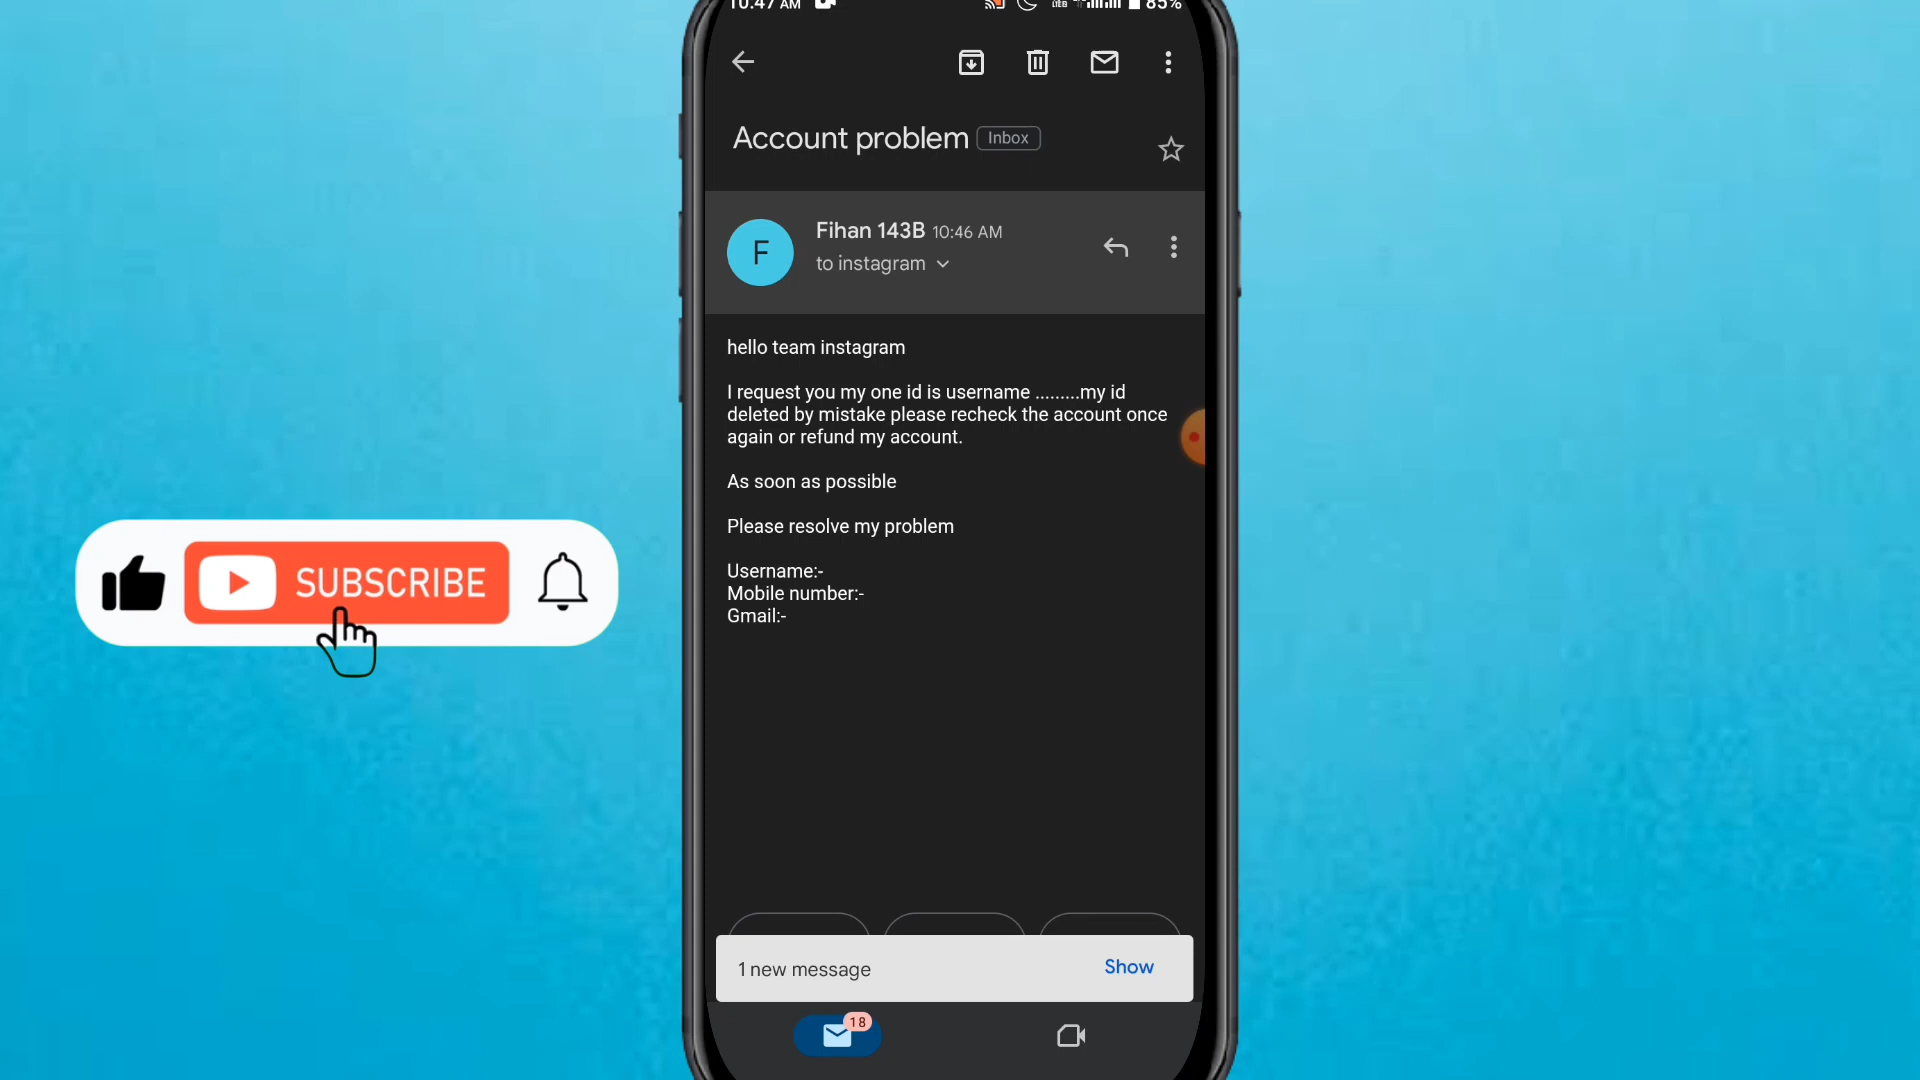 10:47 AM 85%
Account problem Inbox
F
Fihan 143B 10:46 AM
to instagram
hello team instagram
I request you my one id is username .........my id
deleted by mistake please recheck the account once
again or refund my account.
As soon as possible
Please resolve my problem
Username:-
Mobile number:-
Gmail:-
SUBSCRIBE
1 new message Show
18